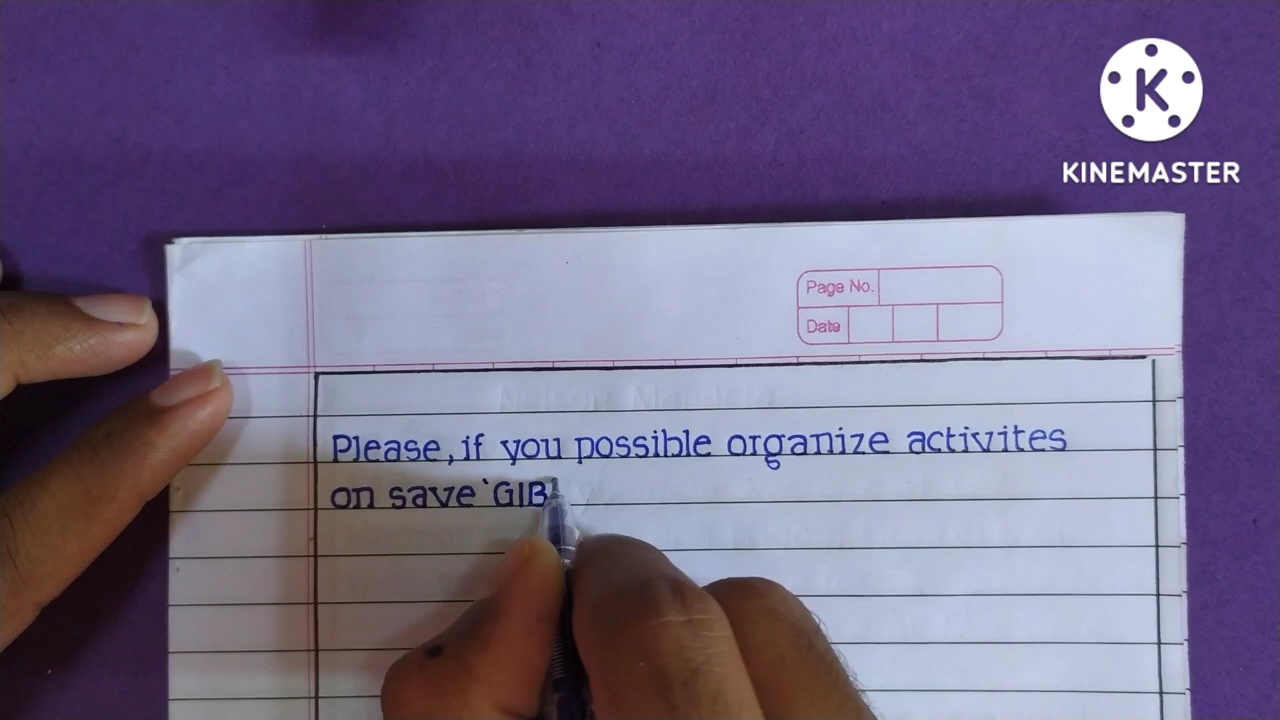 K
KINEMASTER
Page No.
Date
Please, if you possible organize activites
on save 'GIB